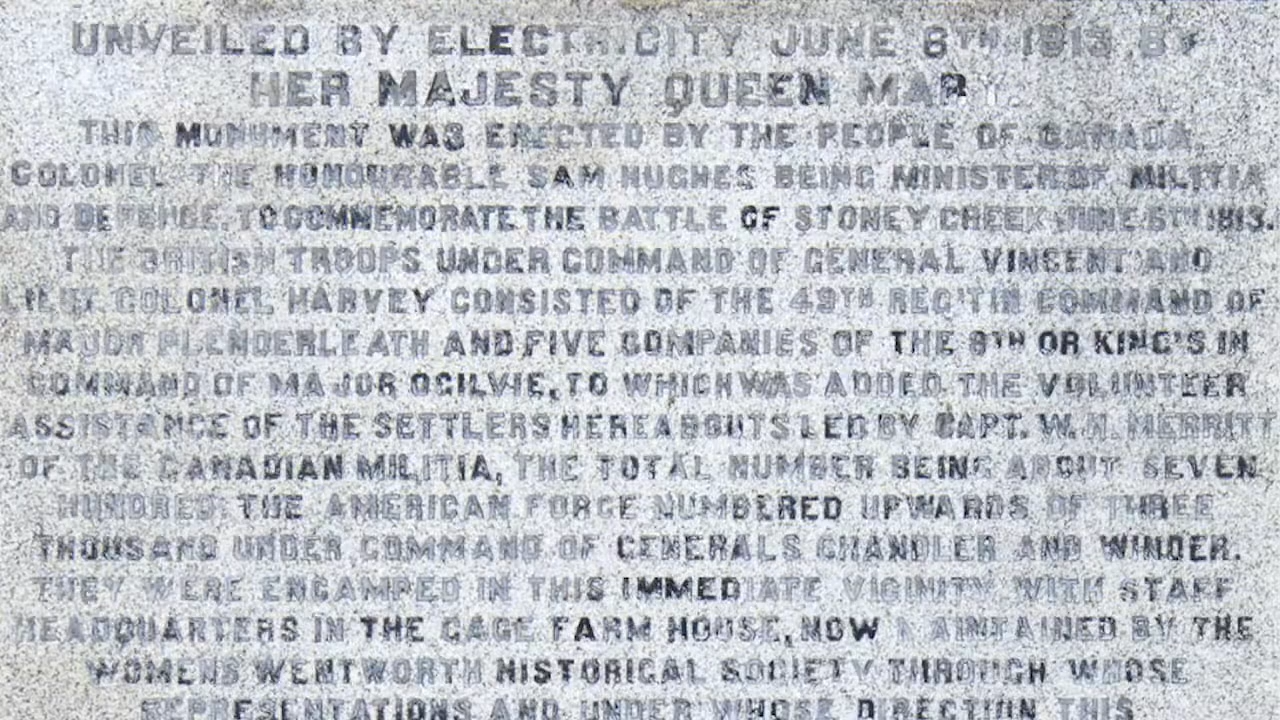 UNVEILED BY ELECTRICITY JUNE 6TH 1913 BY
HER MAJESTY QUEEN MARY.
THIS MONUMENT WAS ERECTED BY THE PEOPLE OF CANADA,
COLONEL THE HONOURABLE SAM HUGHES BEING MINISTER OF MILITIA
AND DEFENCE, TO COMMEMORATE THE BATTLE OF STONEY CREEK JUNE 6TH 1813.
THE BRITISH TROOPS UNDER COMMAND OF GENERAL VINCENT AND
LIEUT. COLONEL HARVEY CONSISTED OF THE 49TH REG'T IN COMMAND OF
MAJOR PLENDERLEATH AND FIVE COMPANIES OF THE 8TH OR KING'S IN
COMMAND OF MAJOR OGILVIE, TO WHICH WAS ADDED THE VOLUNTEER
ASSISTANCE OF THE SETTLERS HEREABOUTS LED BY CAPT. W. H. MERRITT
OF THE CANADIAN MILITIA, THE TOTAL NUMBER BEING ABOUT SEVEN
HUNDRED. THE AMERICAN FORCE NUMBERED UPWARDS OF THREE
THOUSAND UNDER COMMAND OF GENERALS CHANDLER AND WINDER.
THEY WERE ENCAMPED IN THIS IMMEDIATE VICINITY WITH STAFF
HEADQUARTERS IN THE GAGE FARM HOUSE, NOW MAINTAINED BY THE
WOMENS WENTWORTH HISTORICAL SOCIETY THROUGH WHOSE
REPRESENTATIONS AND UNDER WHOSE DIRECTION THIS